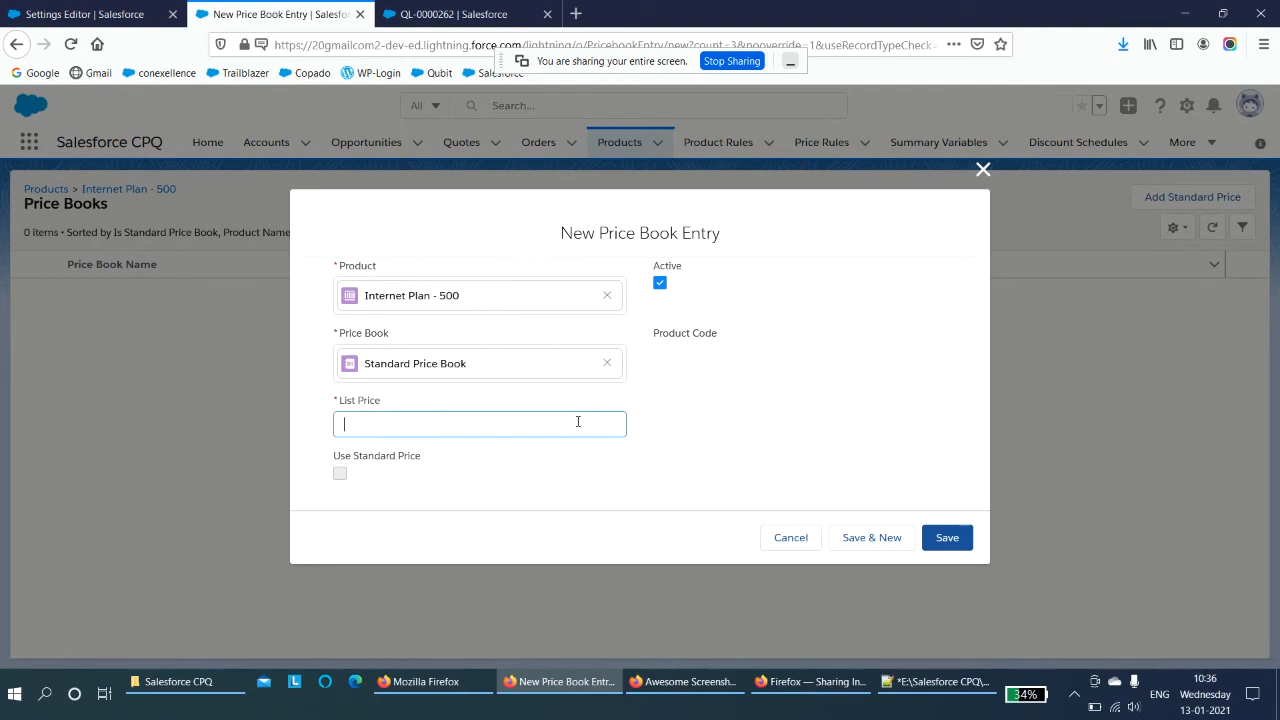 Settings Editor | Salesforce
New Price Book Entry | Salesfor
QL-0000262 | Salesforce
https://20gmailcom2-dev-ed.lightning.force.com/lightning/o/PricebookEntry/new?count=3&nooverride=1&useRecordTypeCheck=
You are sharing your entire screen.
Stop Sharing
Google
Gmail
conexellence
Trailblazer
Copado
WP-Login
Qubit
Salesforce
All
Search...
Salesforce CPQ
Home
Accounts
Opportunities
Quotes
Orders
Products
Product Rules
Price Rules
Summary Variables
Discount Schedules
More
Products > Internet Plan - 500
Price Books
Add Standard Price
0 items • Sorted by Is Standard Price Book, Product Name
Price Book Name
New Price Book Entry
* Product
Active
Internet Plan - 500
* Price Book
Product Code
Standard Price Book
* List Price
Use Standard Price
Cancel
Save & New
Save
Salesforce CPQ
Mozilla Firefox
New Price Book Entr...
Awesome Screensh...
Firefox — Sharing In...
*E:\Salesforce CPQ\...
34%
ENG
10:36
Wednesday
13-01-2021